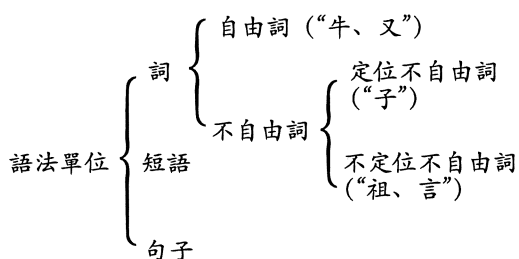 自由詞（“牛、又”）
詞
定位不自由詞
（“子”）
不自由詞
語法單位
短語
不定位不自由詞
（“祖、言”）
句子